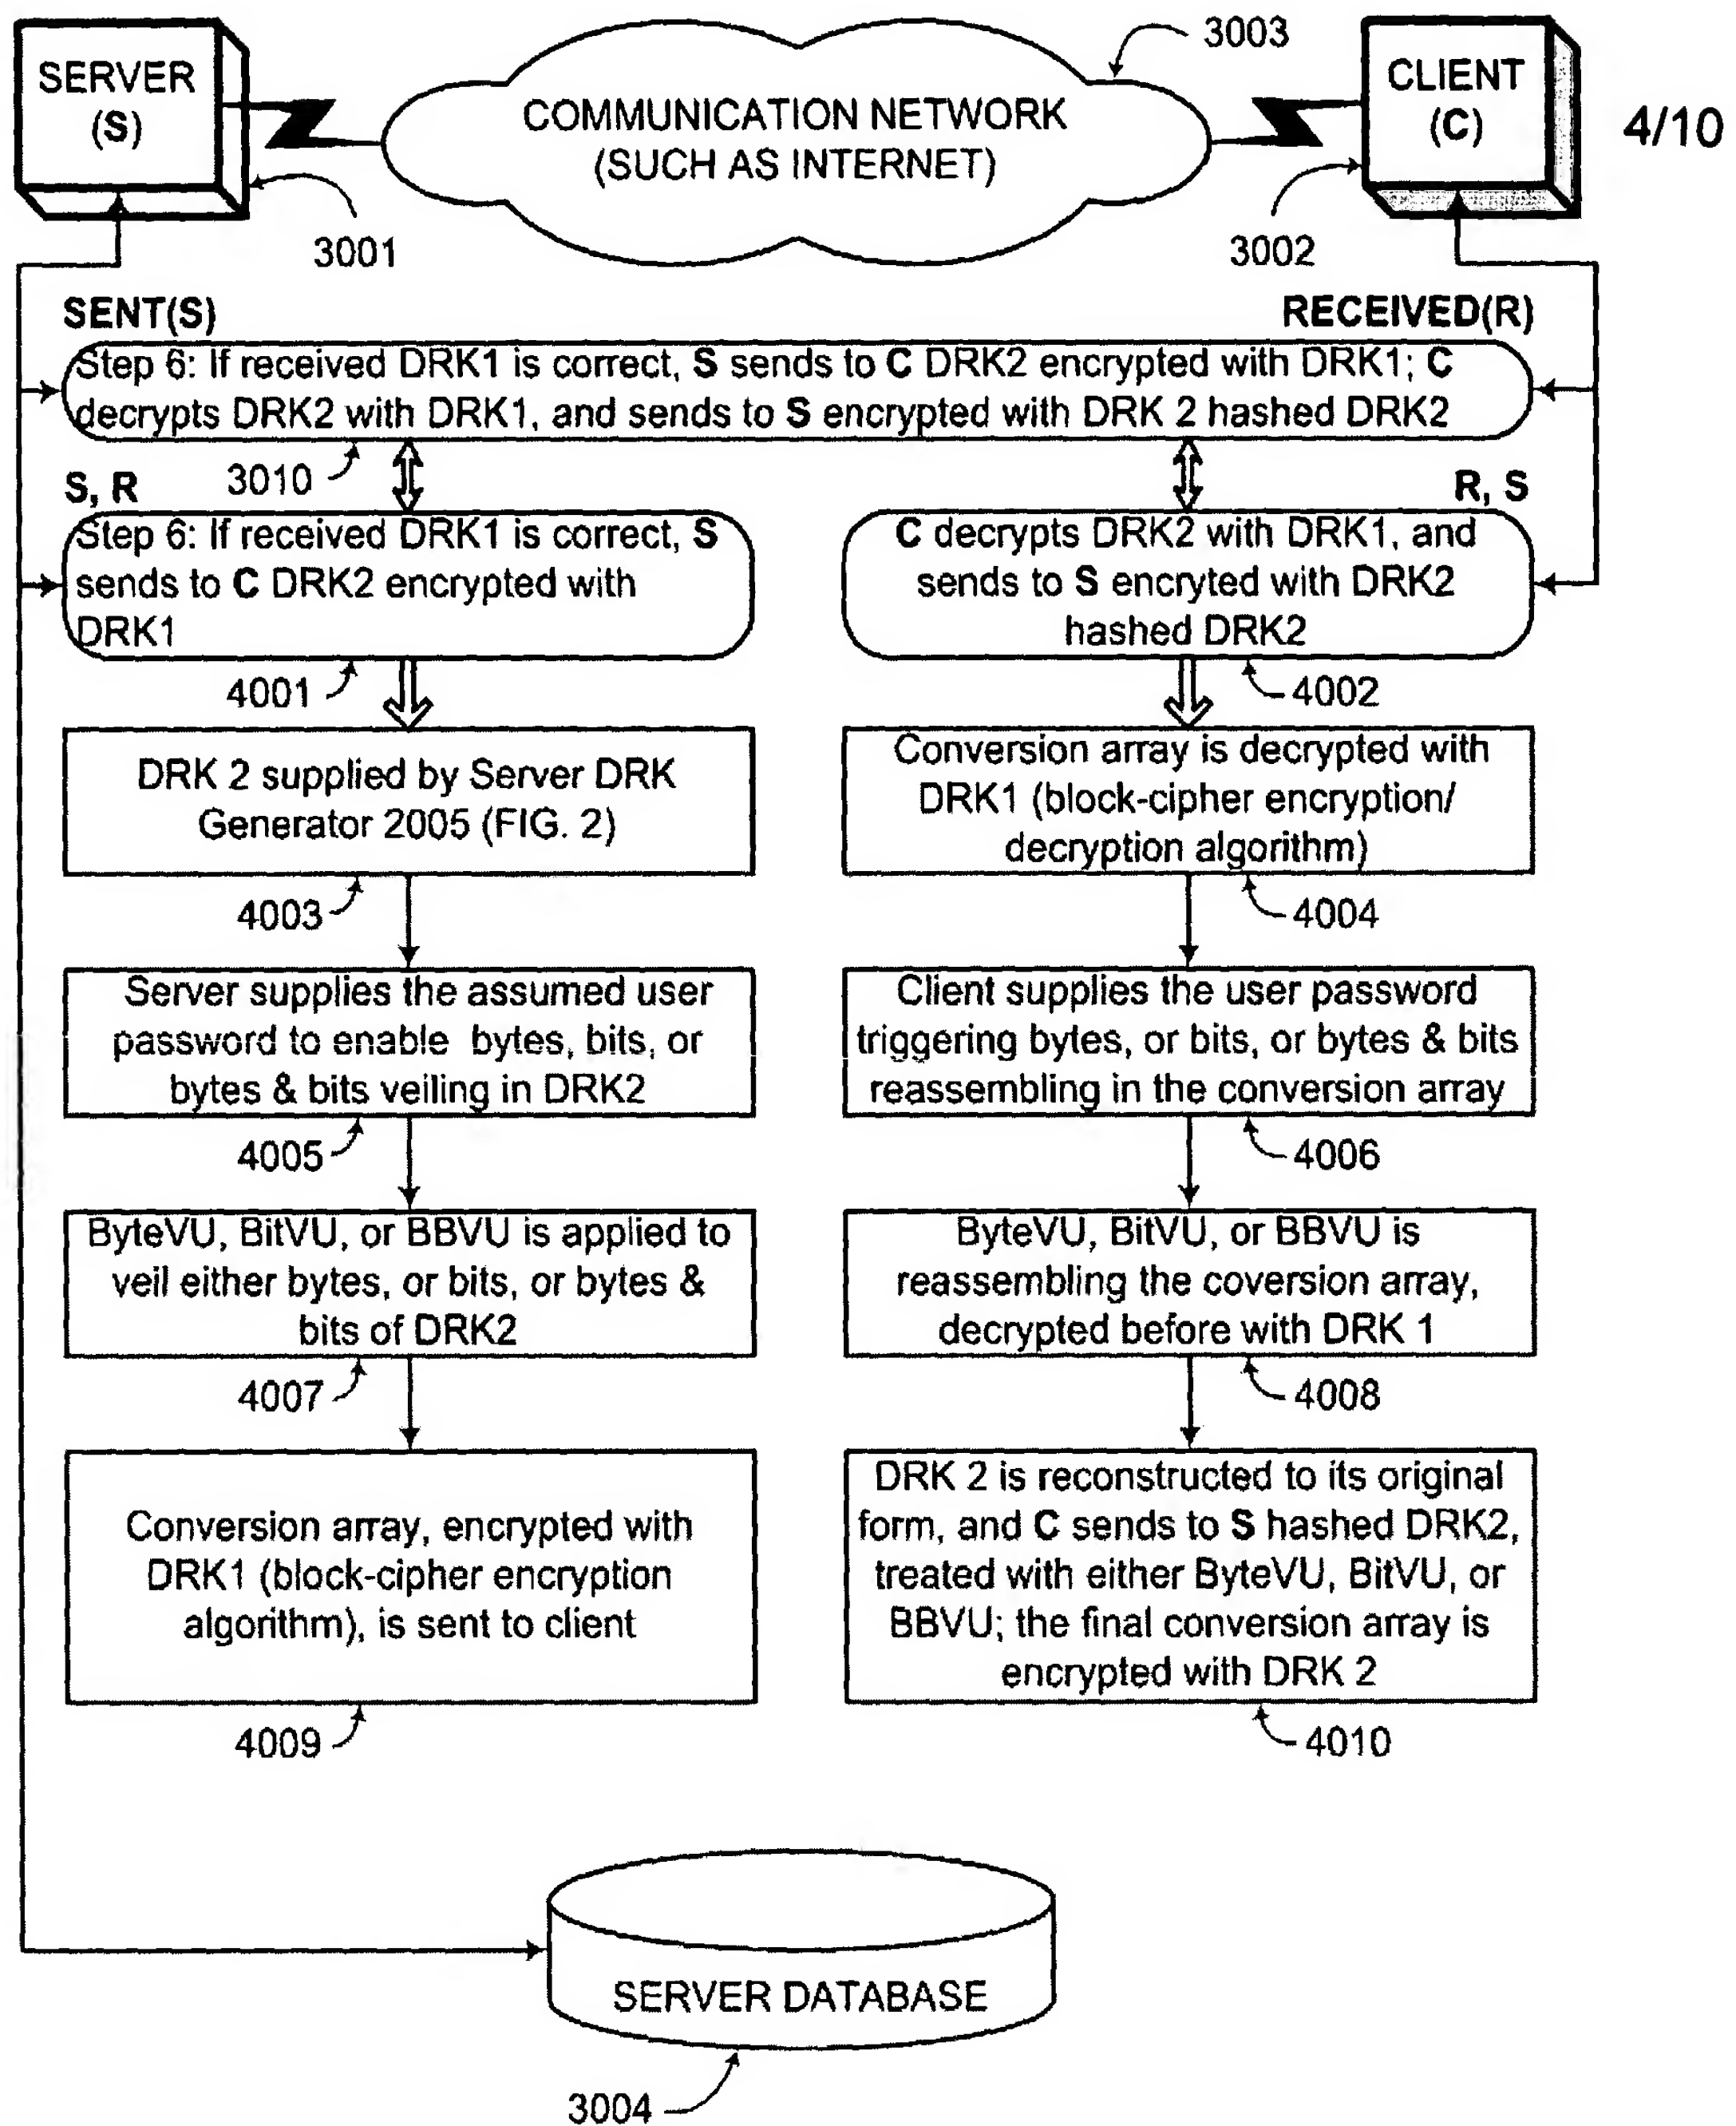 SERVER
(S)
3003
COMMUNICATION NETWORK
(SUCH AS INTERNET)
CLIENT
(C)
4/10
3001
3002
SENT(S)
RECEIVED(R)
Step 6: If received DRK1 is correct, S sends to C DRK2 encrypted with DRK1; C
decrypts DRK2 with DRK1, and sends to S encrypted with DRK 2 hashed DRK2
3010
S, R
R, S
Step 6: If received DRK1 is correct, S
sends to C DRK2 encrypted with
DRK1
4001
C decrypts DRK2 with DRK1, and
sends to S encryted with DRK2
hashed DRK2
4002
DRK 2 supplied by Server DRK
Generator 2005 (FIG. 2)
4003
Conversion array is decrypted with
DRK1 (block-cipher encryption/
decryption algorithm)
4004
Server supplies the assumed user
password to enable bytes, bits, or
bytes & bits veiling in DRK2
4005
Client supplies the user password
triggering bytes, or bits, or bytes & bits
reassembling in the conversion array
4006
ByteVU, BitVU, or BBVU is applied to
veil either bytes, or bits, or bytes &
bits of DRK2
4007
ByteVU, BitVU, or BBVU is
reassembling the coversion array,
decrypted before with DRK 1
4008
Conversion array, encrypted with
DRK1 (block-cipher encryption
algorithm), is sent to client
4009
DRK 2 is reconstructed to its original
form, and C sends to S hashed DRK2,
treated with either ByteVU, BitVU, or
BBVU; the final conversion array is
encrypted with DRK 2
4010
SERVER DATABASE
3004